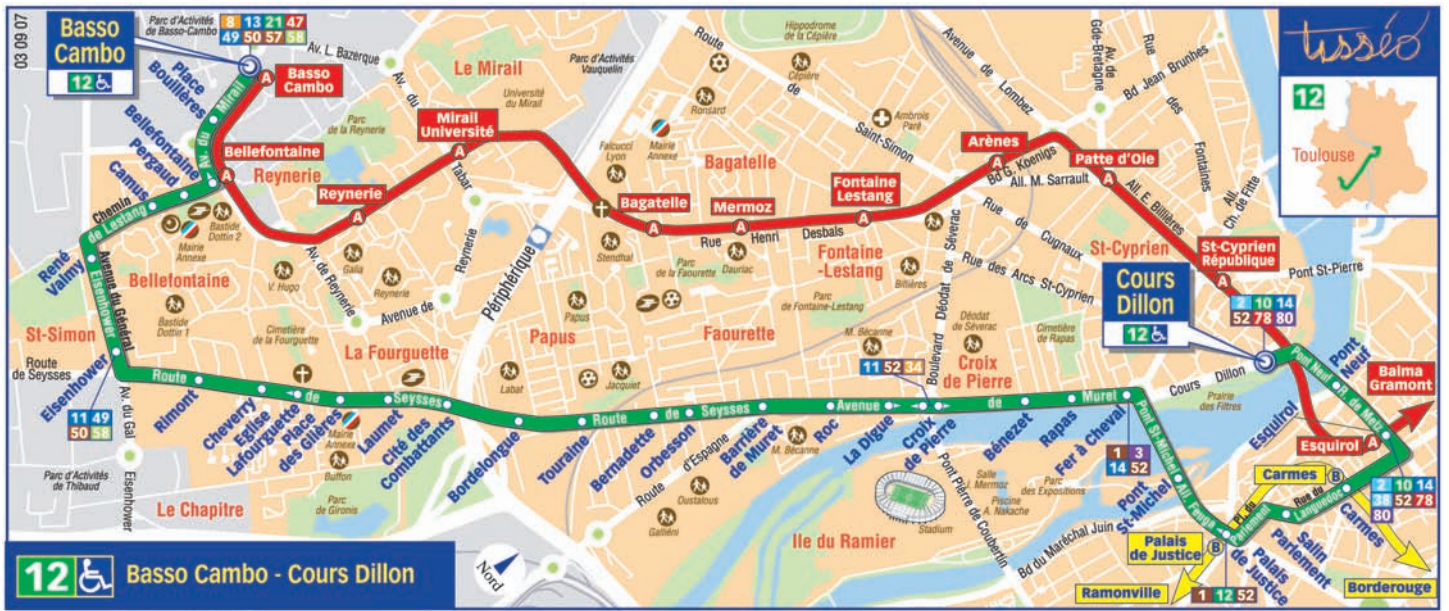 03 09 07
Basso
Cambo
12
Parc d'Activités
de Basso-Cambo
8 13 21 47
49 50 57 58
Av. L. Bazerque
Place
Bouillères
Av. du Mirail
A
Basso
Cambo
Le Mirail
Université
du Mirail
Parc d'Activités
Vauquelin
Parc
de la Reynerie
Av. du
Mirail
Université
A
Tabar
Bellefontaine
A
Reynerie
Reynerie
A
Bellefontaine
Pergaud
Camus
Chemin
de Lestang
Mairie
Annexe
Bastide
Dottin 2
René
Valmy
Avenue du Général
Eisenhower
Bellefontaine
Bastide
Dottin 1
V. Hugo
Av. de Reynerie
Galia
Reynerie
Avenue de
Reynerie
Périphérique
Cimetière
de la Fourguette
La Fourguette
St-Simon
Route
de Seysses
Eisenhower
11 49
50 58
Av. du Gal
Eisenhower
Parc d'Activités
de Thibaud
Le Chapitre
Route
de
Seysses
Rimont
Cheverry
Eglise
Lafourguette
Place
des Glières
Mairie
Annexe
Buffon
Parc
de Gironis
Laumet
Cité des
Combattants
Bordelongue
Hippodrome
de la Cépière
Route
de
Saint-Simon
Cépière
Ronsard
Ambrois
Paré
Faicucci
Lyon
Mairie
Annexe
Bagatelle
Bagatelle
A
Mermoz
A
Fontaine
Lestang
A
Rue
Henri
Desbals
Stendhal
Parc
de la Faourette
Dauriac
Fontaine
-Lestang
Parc
de Fontaine-Lestang
Billières
Papus
Papus
Faourette
Labat
Jacquiet
M. Bécanne
Avenue
de
Lombez
Av. de
Gde-Bretagne
Rue
des
Fontaines
Bd Jean Brunhes
Arènes
A
Bd G. Koenigs
All. M. Sarrault
Patte d'Oie
A
All. E. Billières
All.
Ch. de Fitte
Rue de Cugnaux
Rue des Arcs St-Cyprien
St-Cyprien
St-Cyprien
République
A
Pont St-Pierre
2 10 14
52 78 80
Cours
Dillon
12
Boulevard Déodat de Séverac
Déodat
de Séverac
Croix
de Pierre
Cimetière
de Rapas
11 52 34
Cours Dillon
Prairie
des Filtres
Pont Neuf
Pont
Neuf
R. de Metz
Balma
Gramont
Esquirol
Esquirol
A
Route
de
Seysses
Avenue
de
Muret
Touraine
Bernadette
Orbesson
Barrière
de Muret
Roc
La Digue
Croix
de Pierre
Bénezet
Rapas
Fer à Cheval
1 3
14 52
Route
d'Espagne
M. Bécanne
Oustalous
Galliéni
Stadium
Pont Pierre de Coubertin
Salle
J. Mermoz
Piscine
A. Nakache
Parc
des Expositions
Ile du Ramier
Bd du Maréchal Juin
Pont St-Michel
Pont
St-Michel
All. Feuga
Pl. du
Parlement
Rue du
Languedoc
Carmes
B
Carmes
2 10 14
38 52 78
80
Palais
de Justice
B
Palais
de Justice
Salin
Parlement
Ramonville
1 12 52
Borderouge
Nord
tisséo
12
Toulouse
12 Basso Cambo - Cours Dillon